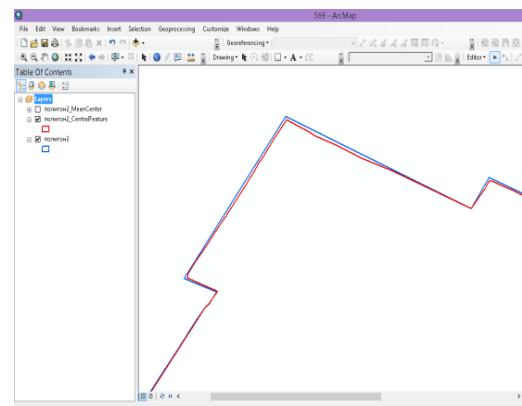 569 - ArcMap
File Edit View Bookmarks Insert Selection Geoprocessing Customize Windows Help
Georeferencing
Drawing A Editor
Table Of Contents
Layers
полигон2_MeanCenter
полигон2_CentralFeature
полигон2